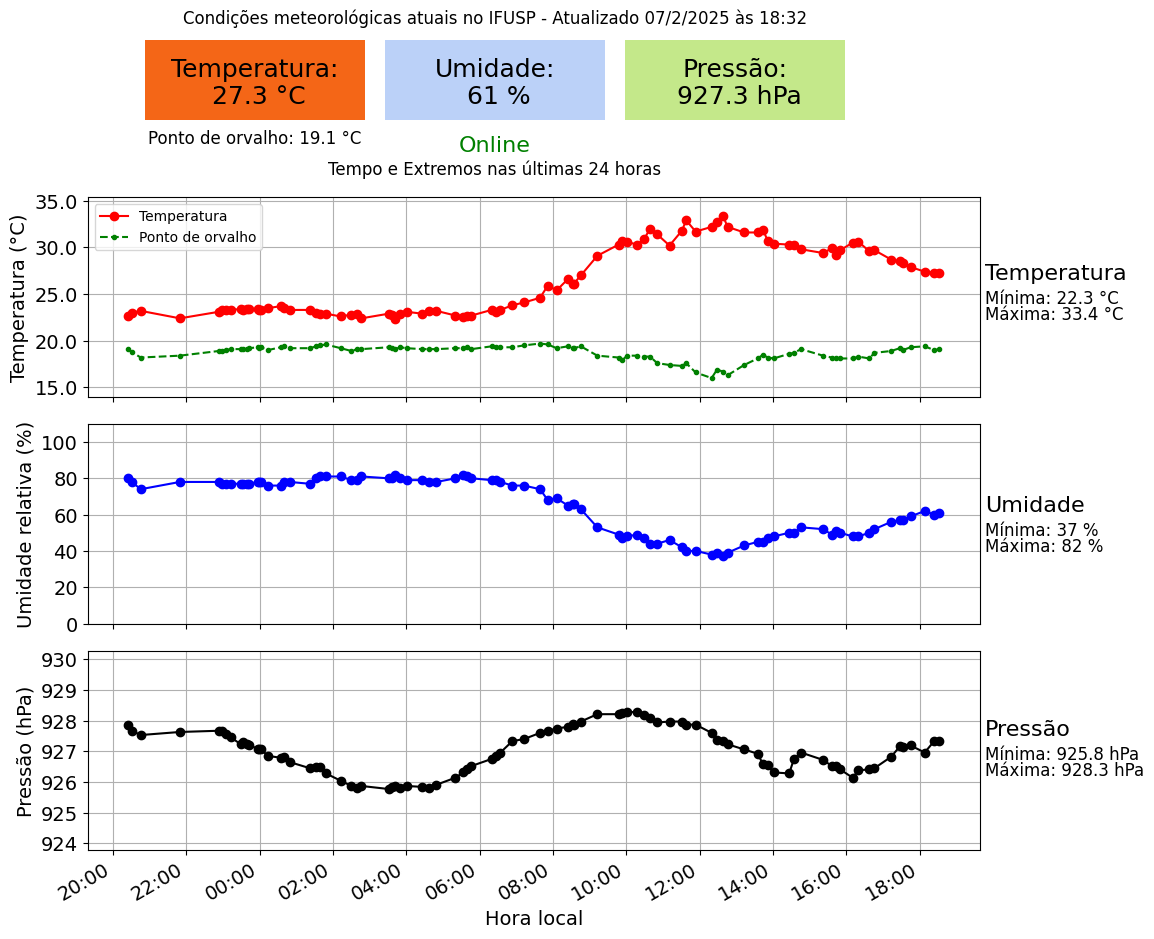 Condições meteorológicas atuais no IFUSP - Atualizado 07/2/2025 às 18:32
Temperatura:
27.3 °C
Umidade:
61 %
Pressão:
927.3 hPa
Ponto de orvalho: 19.1 °C
Online
Tempo e Extremos nas últimas 24 horas
Temperatura (°C)
35.0
30.0
25.0
20.0
15.0
Temperatura
Ponto de orvalho
Temperatura
Mínima: 22.3 °C
Máxima: 33.4 °C
Umidade relativa (%)
100
80
60
40
20
0
Umidade
Mínima: 37 %
Máxima: 82 %
Pressão (hPa)
930
929
928
927
926
925
924
Pressão
Mínima: 925.8 hPa
Máxima: 928.3 hPa
20:00
22:00
00:00
02:00
04:00
06:00
08:00
10:00
12:00
14:00
16:00
18:00
Hora local